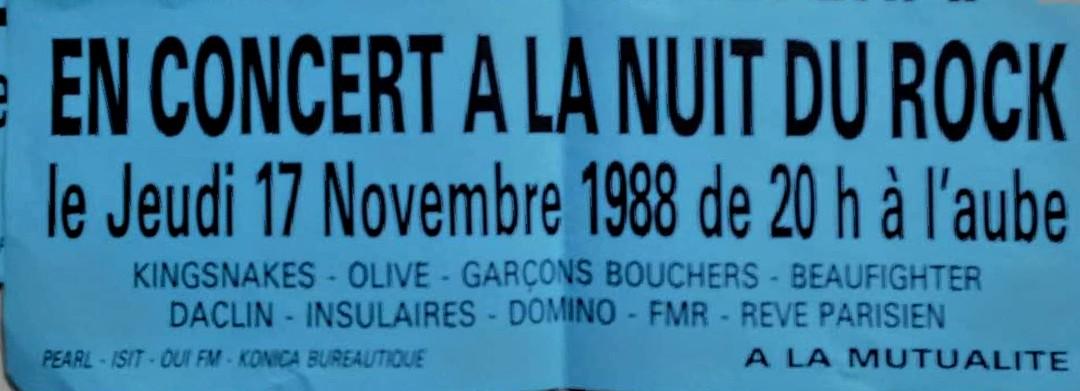 EN CONCERT A LA NUIT DU ROCK
le Jeudi 17 Novembre 1988 de 20 h à l'aube
KINGSNAKES - OLIVE - GARÇONS BOUCHERS - BEAUFIGHTER
DACLIN - INSULAIRES - DOMINO - FMR - REVE PARISIEN
PEARL - ISIT - OUI FM - KONICA BUREAUTIQUE
A LA MUTUALITE